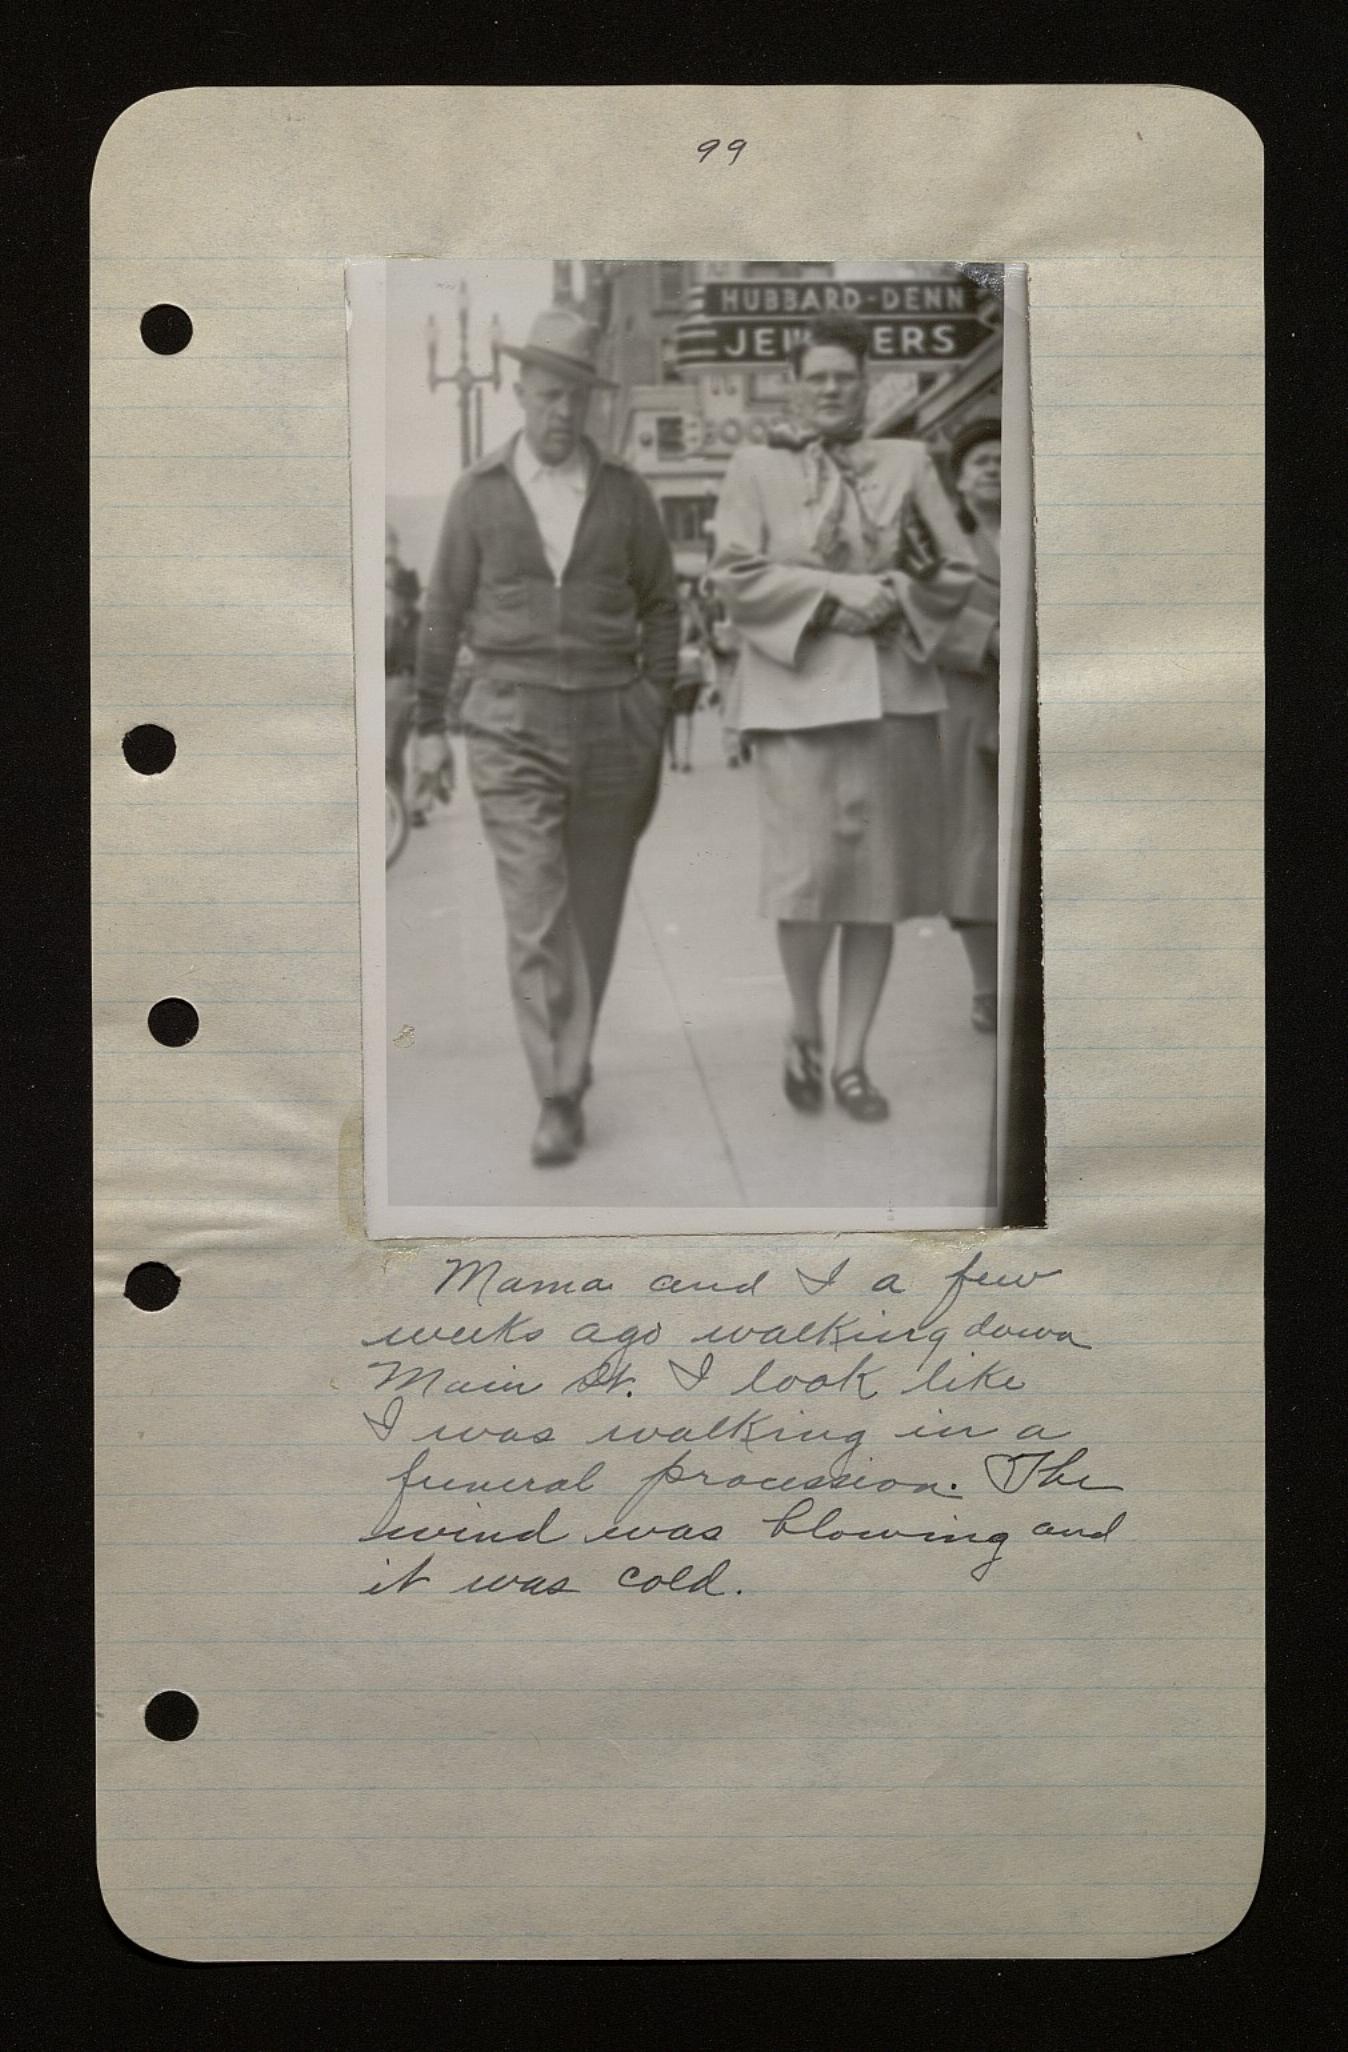 99
HUBBARD-DENN
JEW ERS
Mama and I a few
weeks ago walking down
Main St. I look like
I was walking in a
funeral procession. The
wind was blowing and
it was cold.